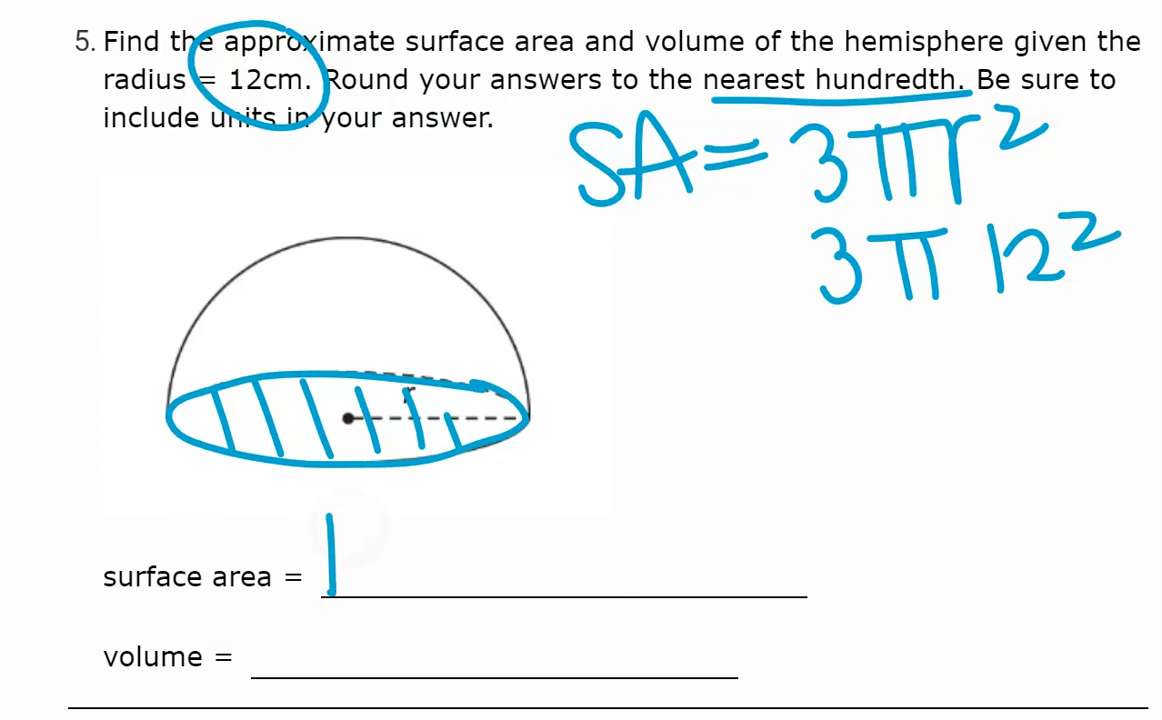 5. Find the approximate surface area and volume of the hemisphere given the
radius = 12cm. Round your answers to the nearest hundredth. Be sure to
include units in your answer.
SA = 3πr²
3π 12²
r
surface area = 1
volume =